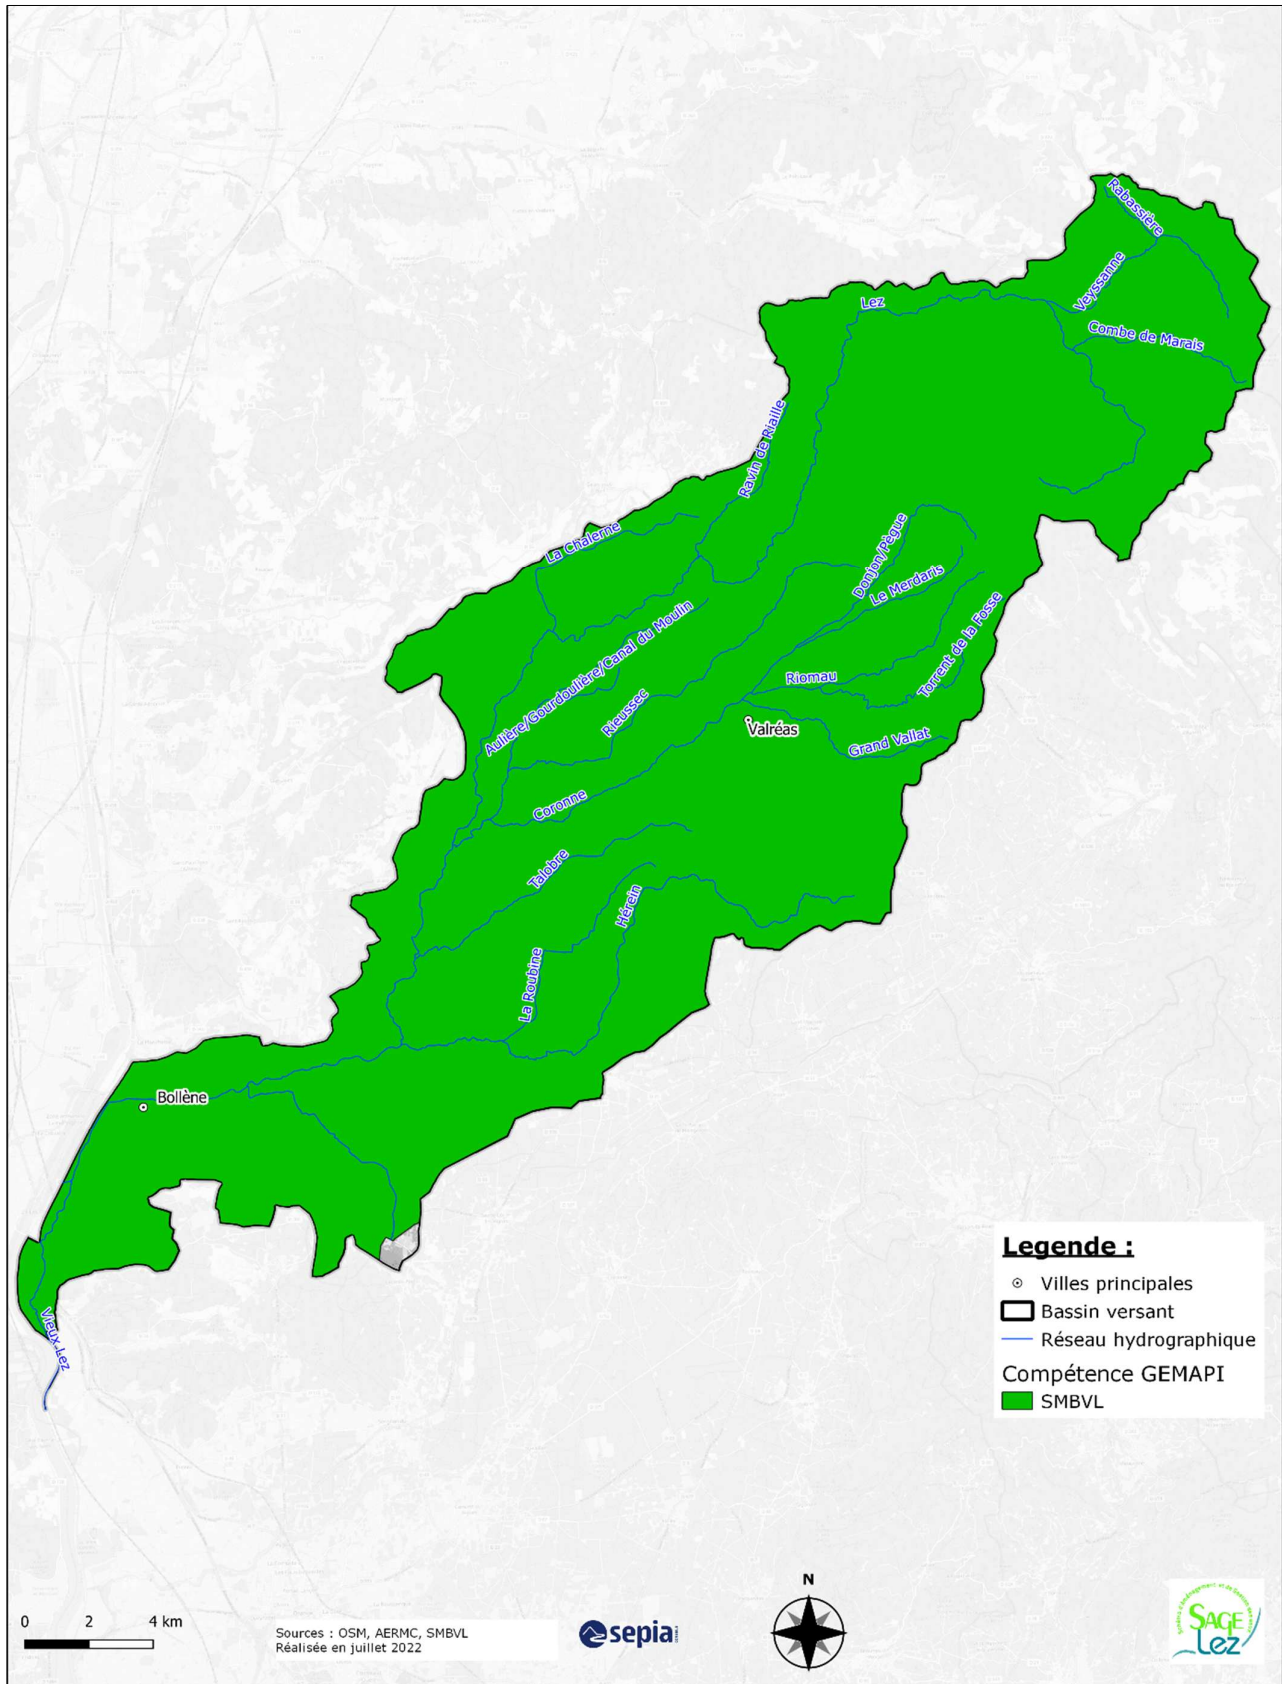 Rabassière
Veyssanne
Lez
Combe de Marais
Ravin de Riaille
La Chalerne
Donjon/Pègue
Le Merdaris
Aulière/Gourdoulière/Canal du Moulin
Torrent de la Fosse
Riomau
Rieussec
Valréas
Grand Vallat
Coronne
Talobre
Hérein
La Roubine
Bollène
Vieux-Lez
Legende :
Villes principales
Bassin versant
Réseau hydrographique
Compétence GEMAPI
SMBVL
N
0 2 4 km
Sources : OSM, AERMC, SMBVL
Réalisée en juillet 2022
sepia
SAGE
Lez